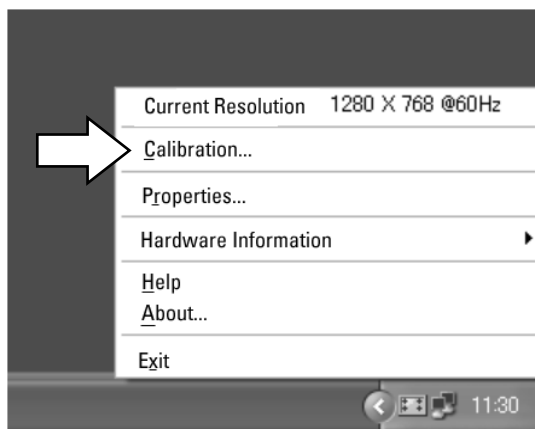 Current Resolution 1280 X 768 @60Hz
Calibration...
Properties...
Hardware Information
Help
About...
Exit
11:30